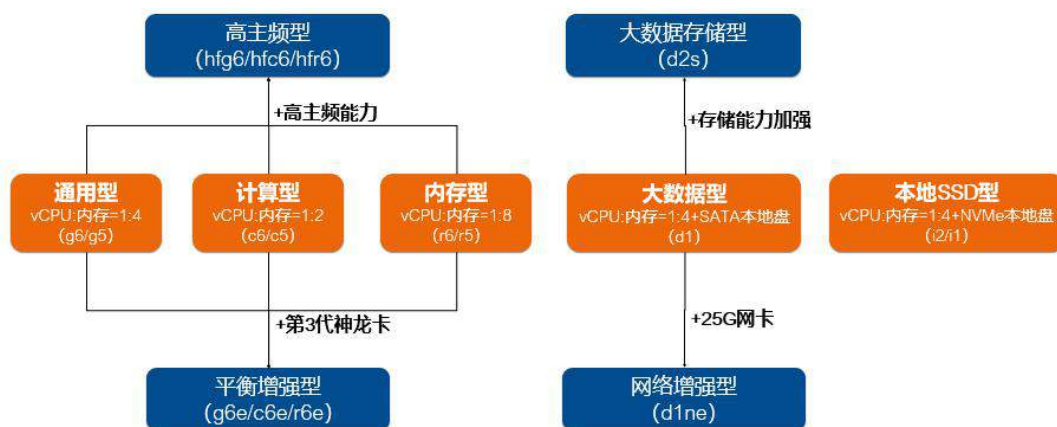 高主频型
(hfg6/hfc6/hfr6)
大数据存储型
(d2s)
+高主频能力
+存储能力加强
通用型
vCPU:内存=1:4
(g6/g5)
计算型
vCPU:内存=1:2
(c6/c5)
内存型
vCPU:内存=1:8
(r6/r5)
大数据型
vCPU:内存=1:4+SATA本地盘
(d1)
本地SSD型
vCPU:内存=1:4+NVMe本地盘
(i2/i1)
+第3代神龙卡
+25G网卡
平衡增强型
(g6e/c6e/r6e)
网络增强型
(d1ne)